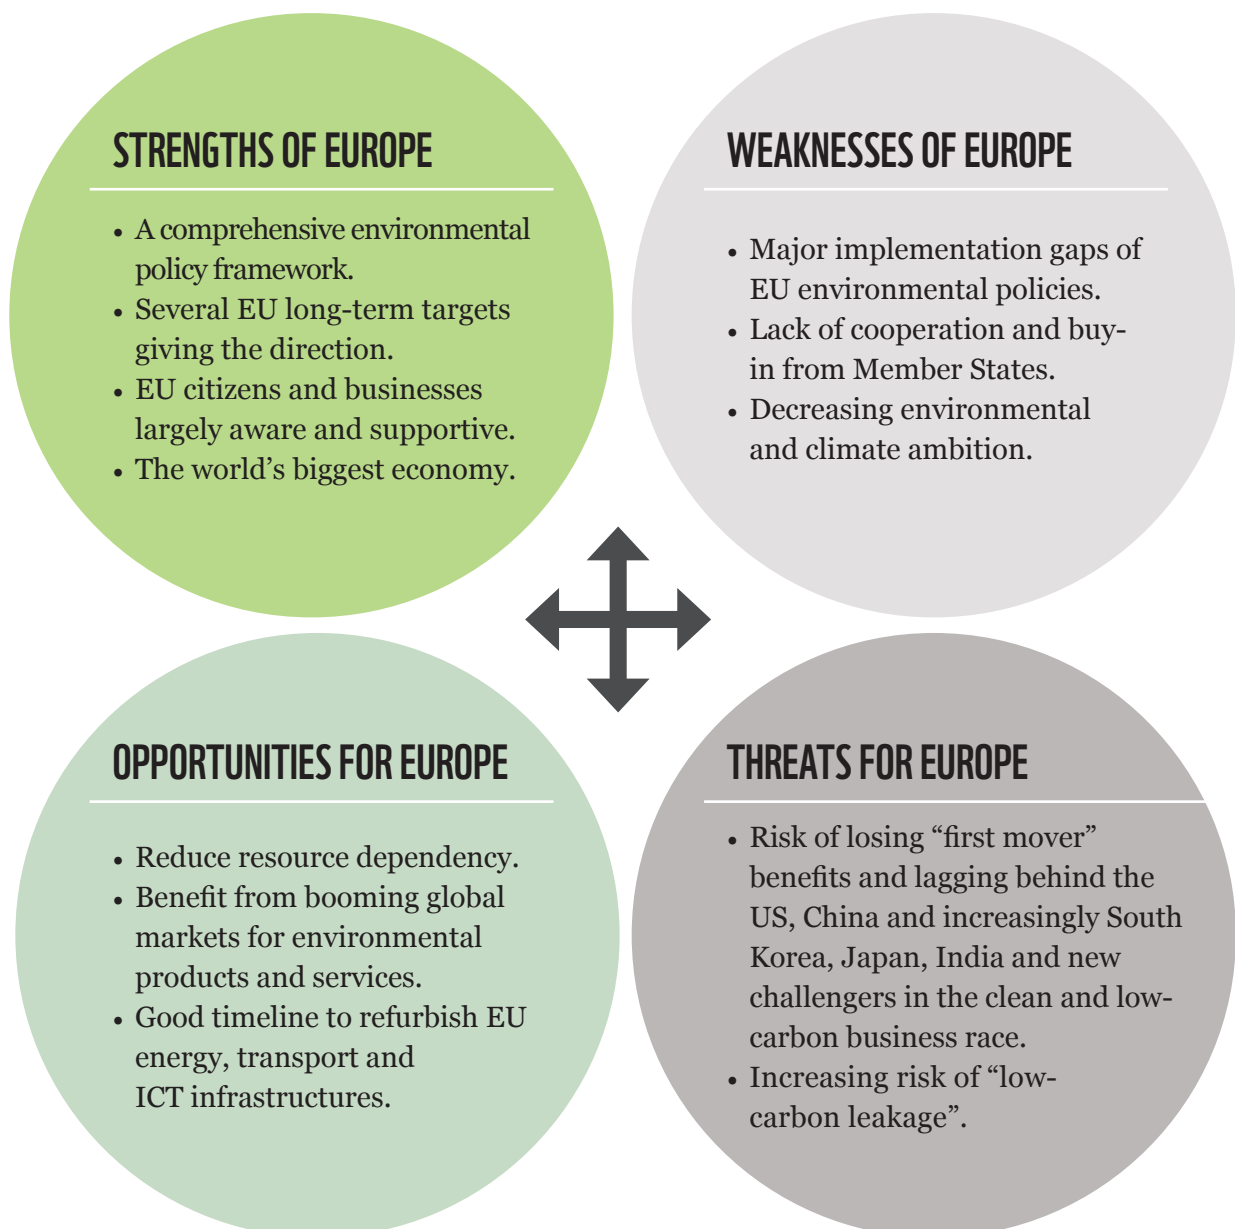 STRENGTHS OF EUROPE
• A comprehensive environmental
policy framework.
• Several EU long-term targets
giving the direction.
• EU citizens and businesses
largely aware and supportive.
• The world’s biggest economy.
WEAKNESSES OF EUROPE
• Major implementation gaps of
EU environmental policies.
• Lack of cooperation and buy-
in from Member States.
• Decreasing environmental
and climate ambition.
OPPORTUNITIES FOR EUROPE
• Reduce resource dependency.
• Benefit from booming global
markets for environmental
products and services.
• Good timeline to refurbish EU
energy, transport and
ICT infrastructures.
THREATS FOR EUROPE
• Risk of losing “first mover”
benefits and lagging behind the
US, China and increasingly South
Korea, Japan, India and new
challengers in the clean and low-
carbon business race.
• Increasing risk of “low-
carbon leakage”.